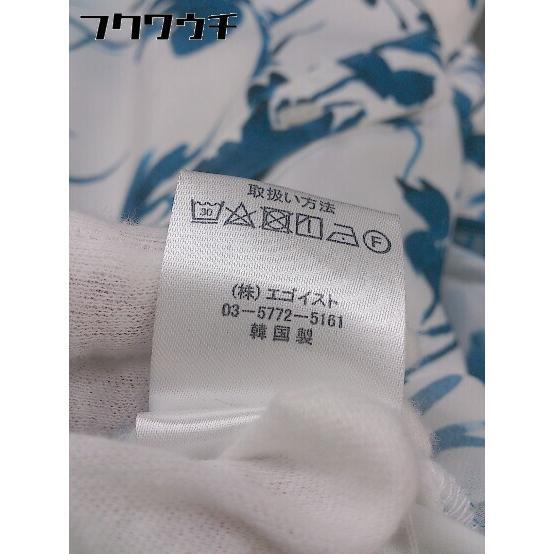 フクワウチ
取扱い方法
30
F
(株)エゴイスト
03-5772-5161
韓国製